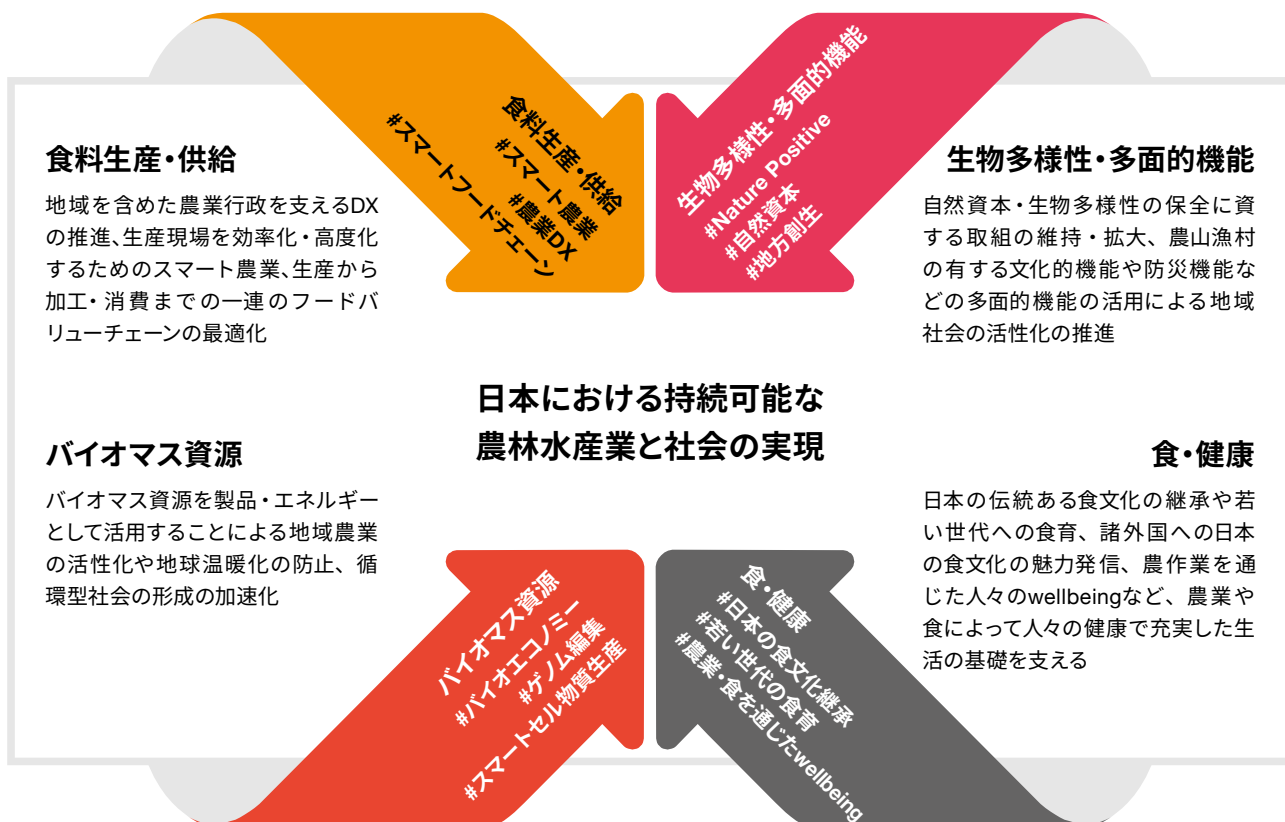 食料生産・供給
#スマート農業
#農業DX
#スマートフードチェーン
生物多様性・多面的機能
#Nature Positive
#自然資本
#地方創生
食料生産・供給
地域を含めた農業行政を支えるDX
の推進、生産現場を効率化・高度化
するためのスマート農業、生産から
加工・消費までの一連のフードバ
リューチェーンの最適化
生物多様性・多面的機能
自然資本・生物多様性の保全に資
する取組の維持・拡大、農山漁村
の有する文化的機能や防災機能な
どの多面的機能の活用による地域
社会の活性化の推進
日本における持続可能な
農林水産業と社会の実現
バイオマス資源
バイオマス資源を製品・エネルギー
として活用することによる地域農業
の活性化や地球温暖化の防止、循
環型社会の形成の加速化
食・健康
日本の伝統ある食文化の継承や若
い世代への食育、諸外国への日本
の食文化の魅力発信、農作業を通
じた人々のwellbeingなど、農業や
食によって人々の健康で充実した生
活の基礎を支える
バイオマス資源
#バイオエコノミー
#ゲノム編集
#スマートセル物質生産
食・健康
#日本の食文化継承
#若い世代の食育
#農業・食を通じたwellbeing